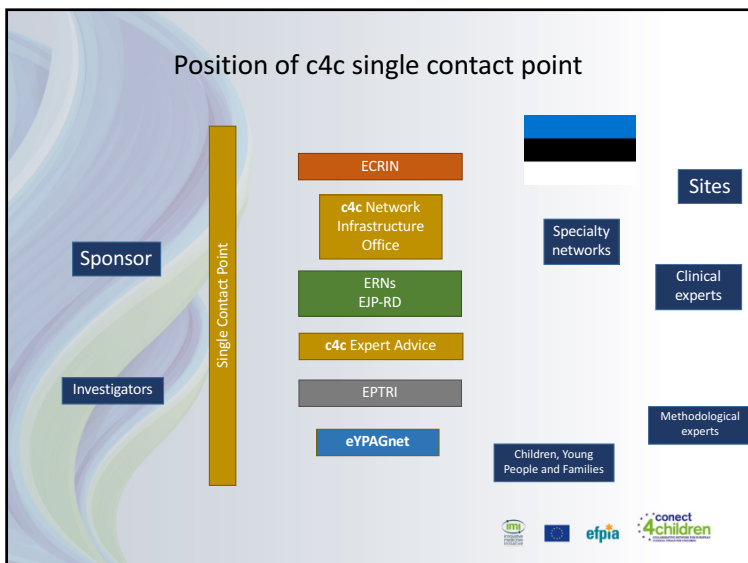 Position of c4c single contact point
Single Contact Point
Sponsor
Investigators
ECRIN
c4c Network
Infrastructure
Office
ERNs
EJP-RD
c4c Expert Advice
EPTRI
eYPAGnet
Specialty
networks
Children, Young
People and Families
Sites
Clinical
experts
Methodological
experts
imi
efpia
conect
4children